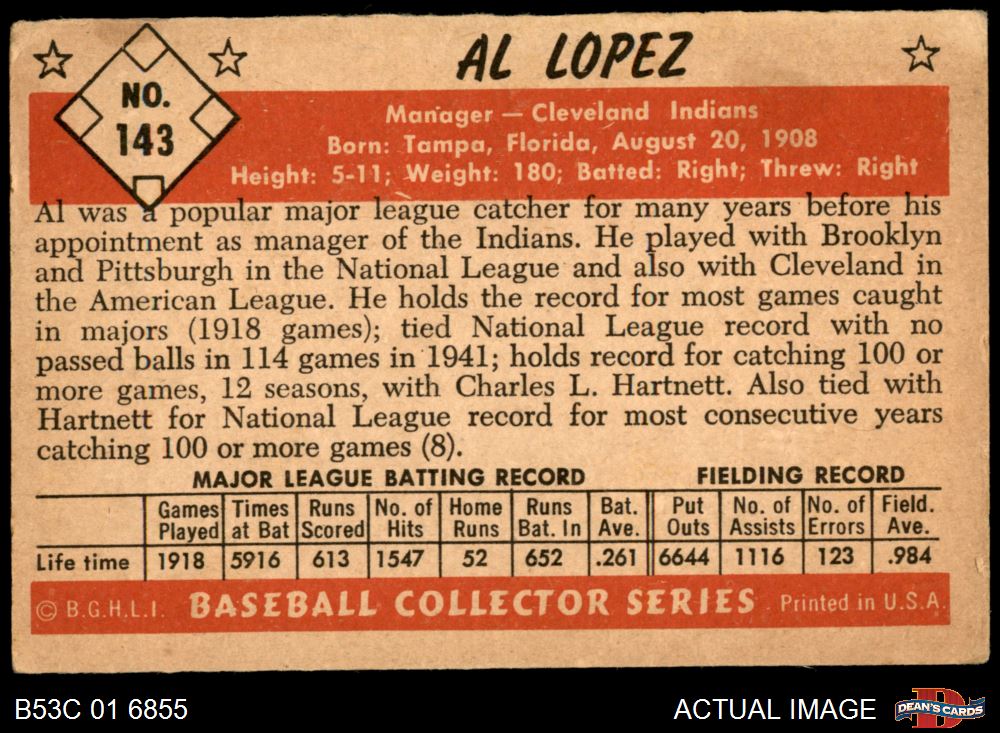 AL LOPEZ
NO.
143
Manager — Cleveland Indians
Born: Tampa, Florida, August 20, 1908
Height: 5-11; Weight: 180; Batted: Right; Threw: Right
Al was a popular major league catcher for many years before his
appointment as manager of the Indians. He played with Brooklyn
and Pittsburgh in the National League and also with Cleveland in
the American League. He holds the record for most games caught
in majors (1918 games); tied National League record with no
passed balls in 114 games in 1941; holds record for catching 100 or
more games, 12 seasons, with Charles L. Hartnett. Also tied with
Hartnett for National League record for most consecutive years
catching 100 or more games (8).
MAJOR LEAGUE BATTING RECORD FIELDING RECORD
Games Times Runs No. of Home Runs Bat. Put No. of No. of Field.
Played at Bat Scored Hits Runs Bat. In Ave. Outs Assists Errors Ave.
Life time 1918 5916 613 1547 52 652 .261 6644 1116 123 .984
© B.G.H.L.I. BASEBALL COLLECTOR SERIES Printed in U.S.A.
B53C 01 6855 ACTUAL IMAGE DEAN'S CARDS